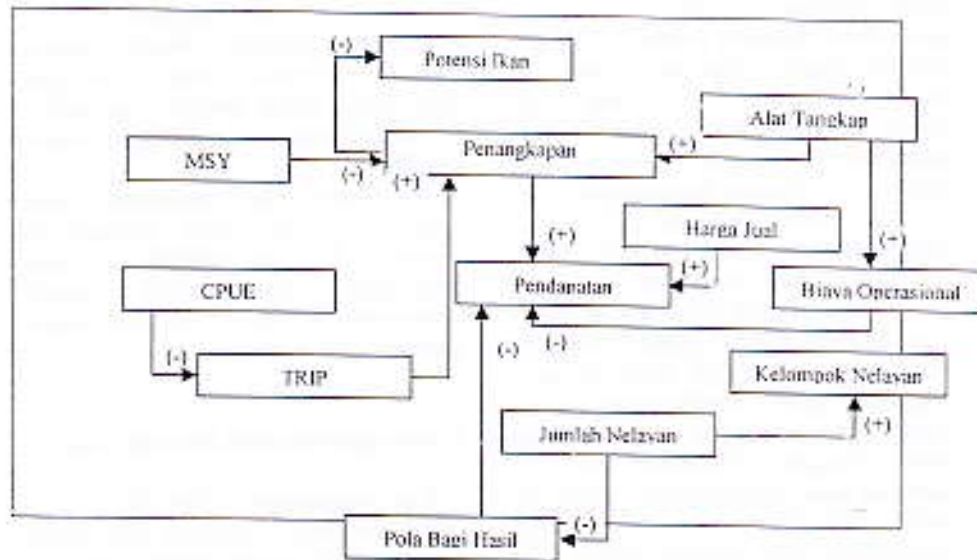 (-)
Potensi Ikan
Alat Tangkap
MSY
(-)
Penangkapan
(+)
(+)
(+)
Harga Jual
(+)
(+)
CPUE
Pendapatan
Biaya Operasional
(-)
(-)
(-)
TRIP
Kelompok Nelayan
Jumlah Nelayan
(+)
Pola Bagi Hasil
(-)